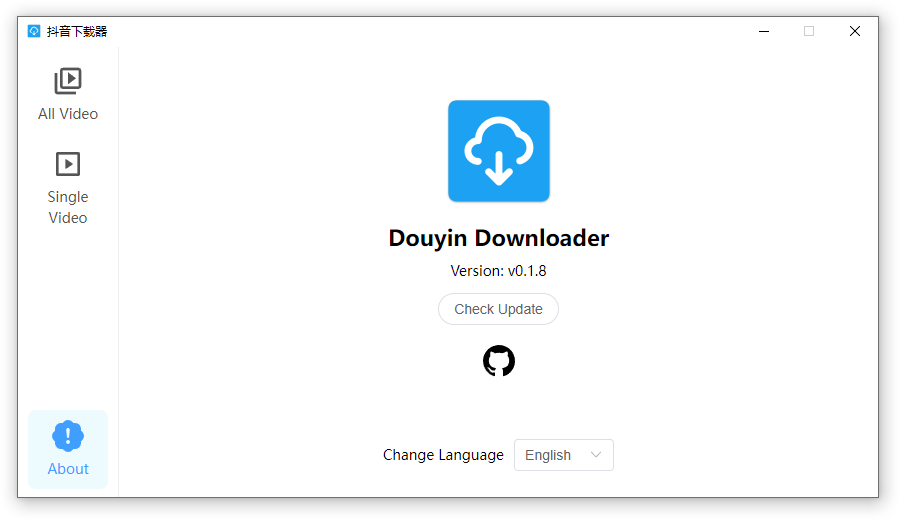 抖音下载器
All Video
Single
Video
About
Douyin Downloader
Version: v0.1.8
Check Update
Change Language
English